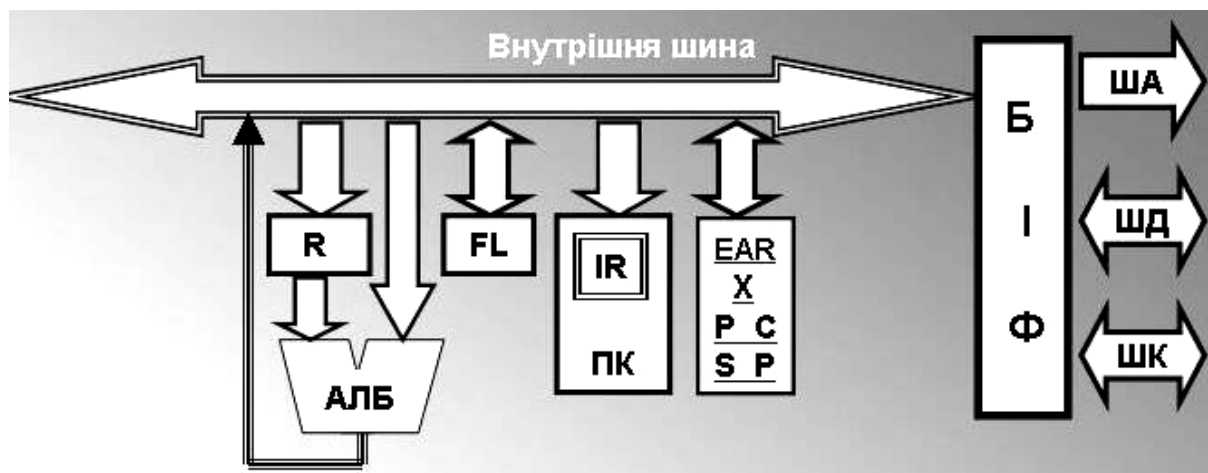 Внутрішня шина
R
FL
IR
ПК
EAR
X
P C
S P
АЛБ
Б
І
Ф
ША
ШД
ШК